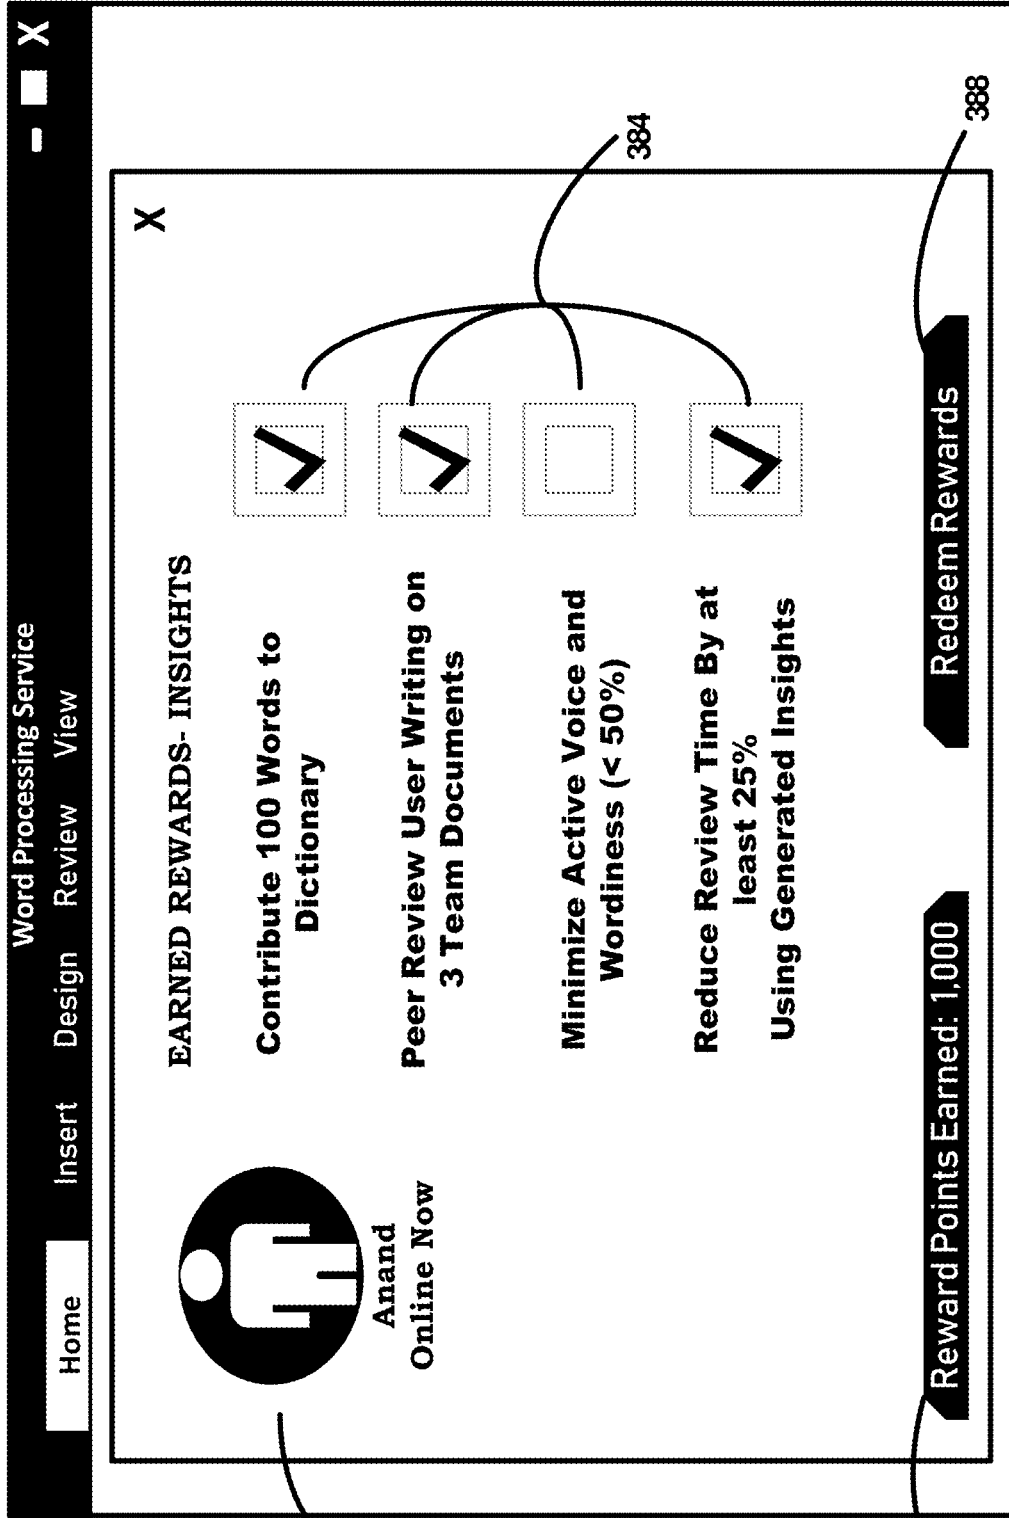 Word Processing Service
X
Home Insert Design Review View
X
EARNED REWARDS- INSIGHTS
Anand
Online Now
Contribute 100 Words to
Dictionary
Peer Review User Writing on
3 Team Documents
Minimize Active Voice and
Wordiness (< 50%)
Reduce Review Time By at
least 25%
Using Generated Insights
384
Reward Points Earned: 1,000
Redeem Rewards
388